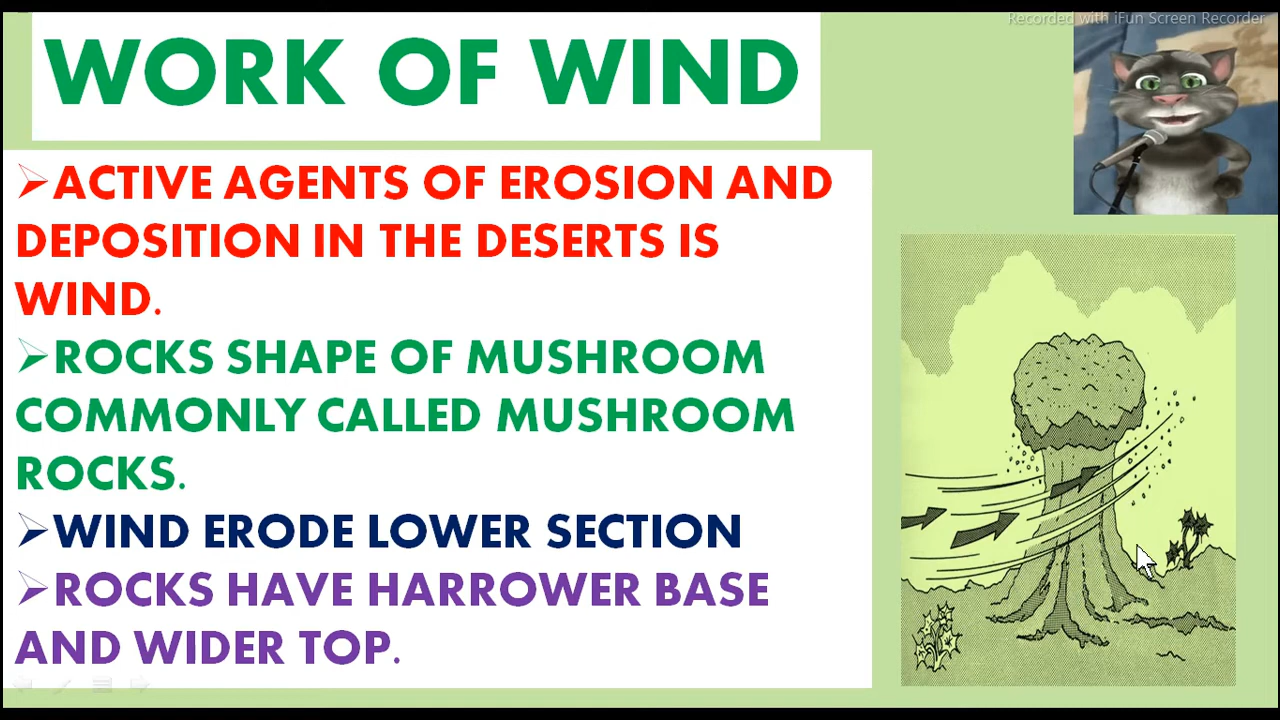 Recorded with iFun Screen Recorder
WORK OF WIND
➢ACTIVE AGENTS OF EROSION AND
DEPOSITION IN THE DESERTS IS
WIND.
➢ROCKS SHAPE OF MUSHROOM
COMMONLY CALLED MUSHROOM
ROCKS.
➢WIND ERODE LOWER SECTION
➢ROCKS HAVE HARROWER BASE
AND WIDER TOP.